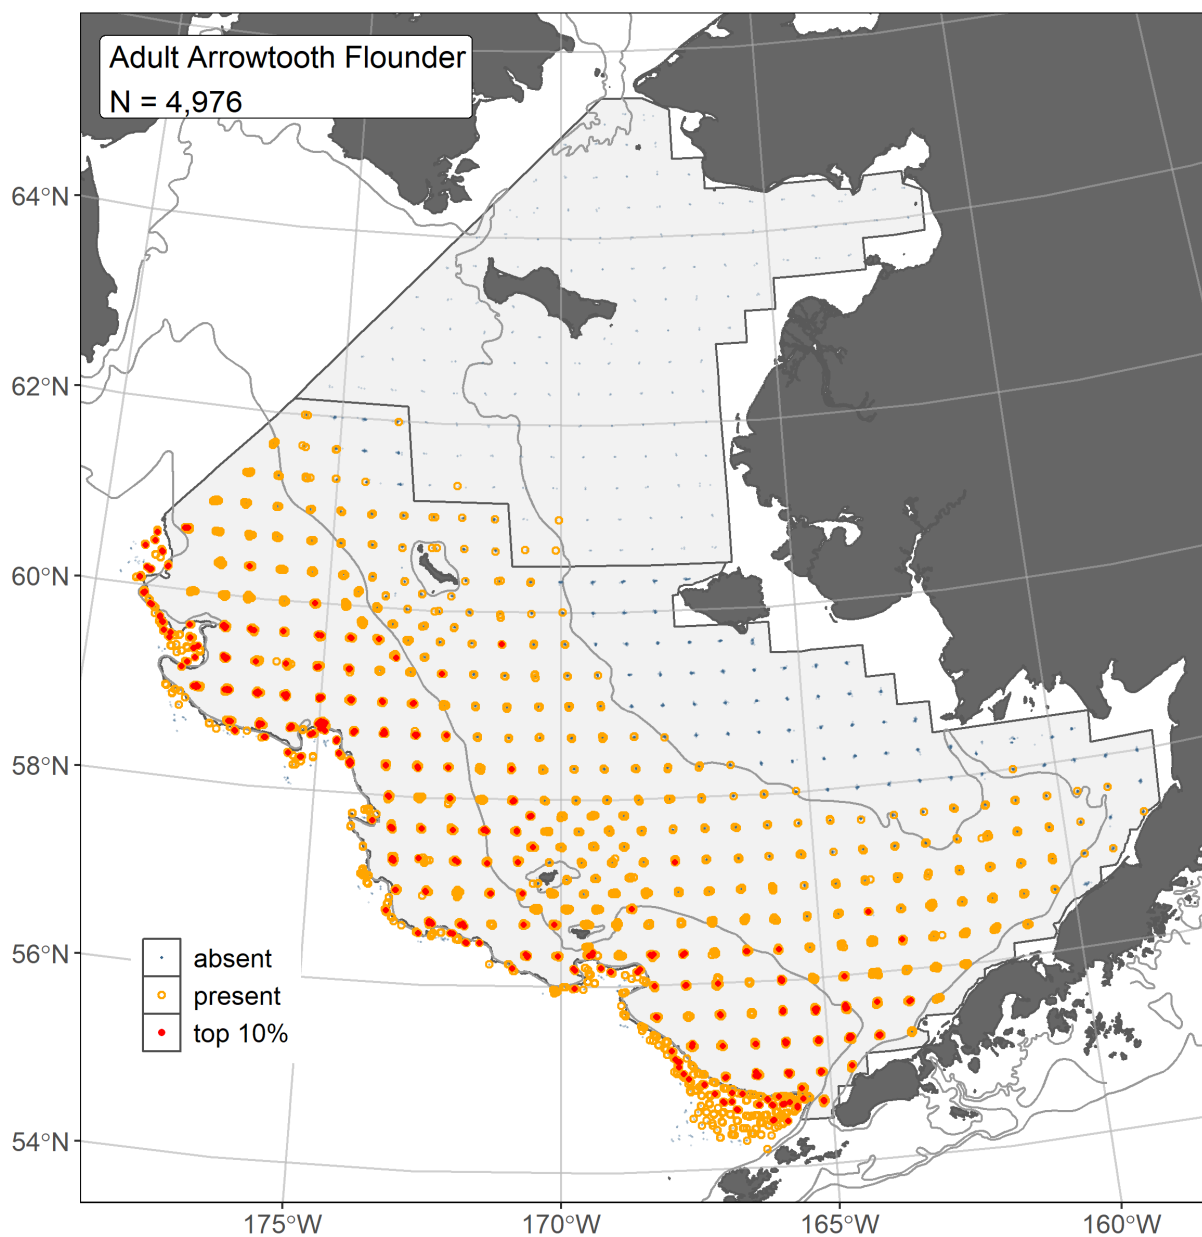 Adult Arrowtooth Flounder
N = 4,976
64°N
62°N
60°N
58°N
56°N
54°N
absent
present
top 10%
175°W
170°W
165°W
160°W